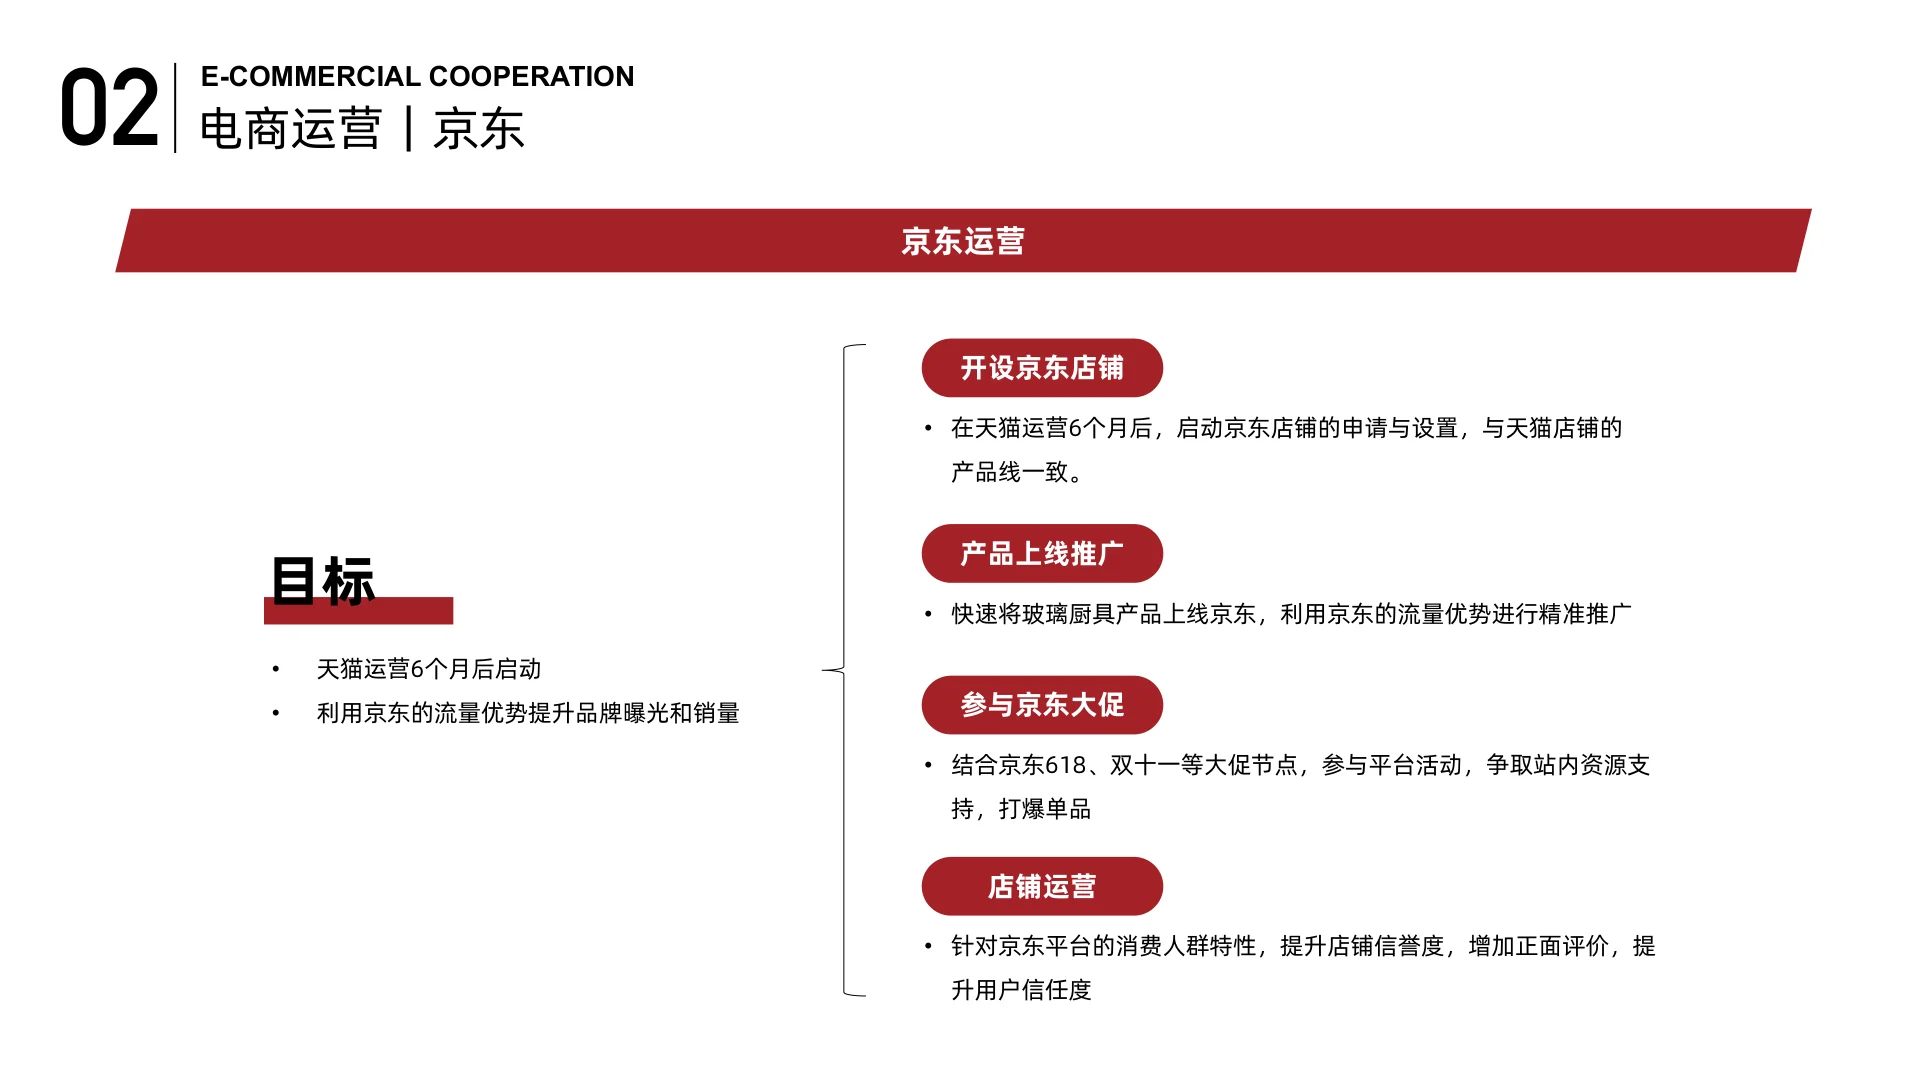 02
E-COMMERCIAL COOPERATION
电商运营｜京东
京东运营
目标
• 天猫运营6个月后启动
• 利用京东的流量优势提升品牌曝光和销量
开设京东店铺
• 在天猫运营6个月后，启动京东店铺的申请与设置，与天猫店铺的
产品线一致。
产品上线推广
• 快速将玻璃厨具产品上线京东，利用京东的流量优势进行精准推广
参与京东大促
• 结合京东618、双十一等大促节点，参与平台活动，争取站内资源支
持，打爆单品
店铺运营
• 针对京东平台的消费人群特性，提升店铺信誉度，增加正面评价，提
升用户信任度